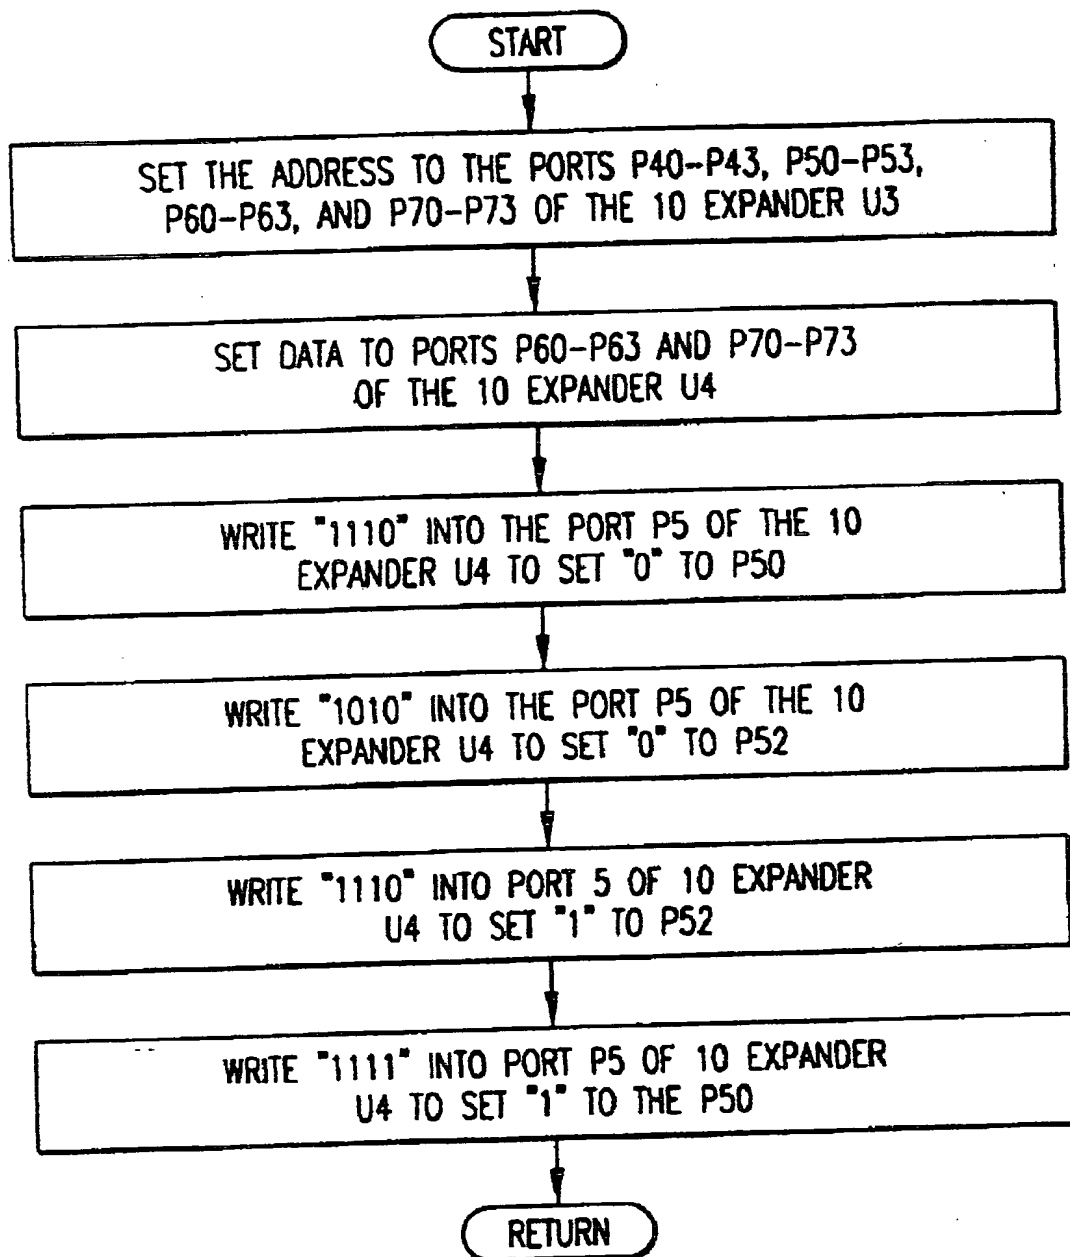 START
SET THE ADDRESS TO THE PORTS P40-P43, P50-P53,
P60-P63, AND P70-P73 OF THE 10 EXPANDER U3
SET DATA TO PORTS P60-P63 AND P70-P73
OF THE 10 EXPANDER U4
WRITE "1110" INTO THE PORT P5 OF THE 10
EXPANDER U4 TO SET "0" TO P50
WRITE "1010" INTO THE PORT P5 OF THE 10
EXPANDER U4 TO SET "0" TO P52
WRITE "1110" INTO PORT 5 OF 10 EXPANDER
U4 TO SET "1" TO P52
WRITE "1111" INTO PORT P5 OF 10 EXPANDER
U4 TO SET "1" TO THE P50
RETURN